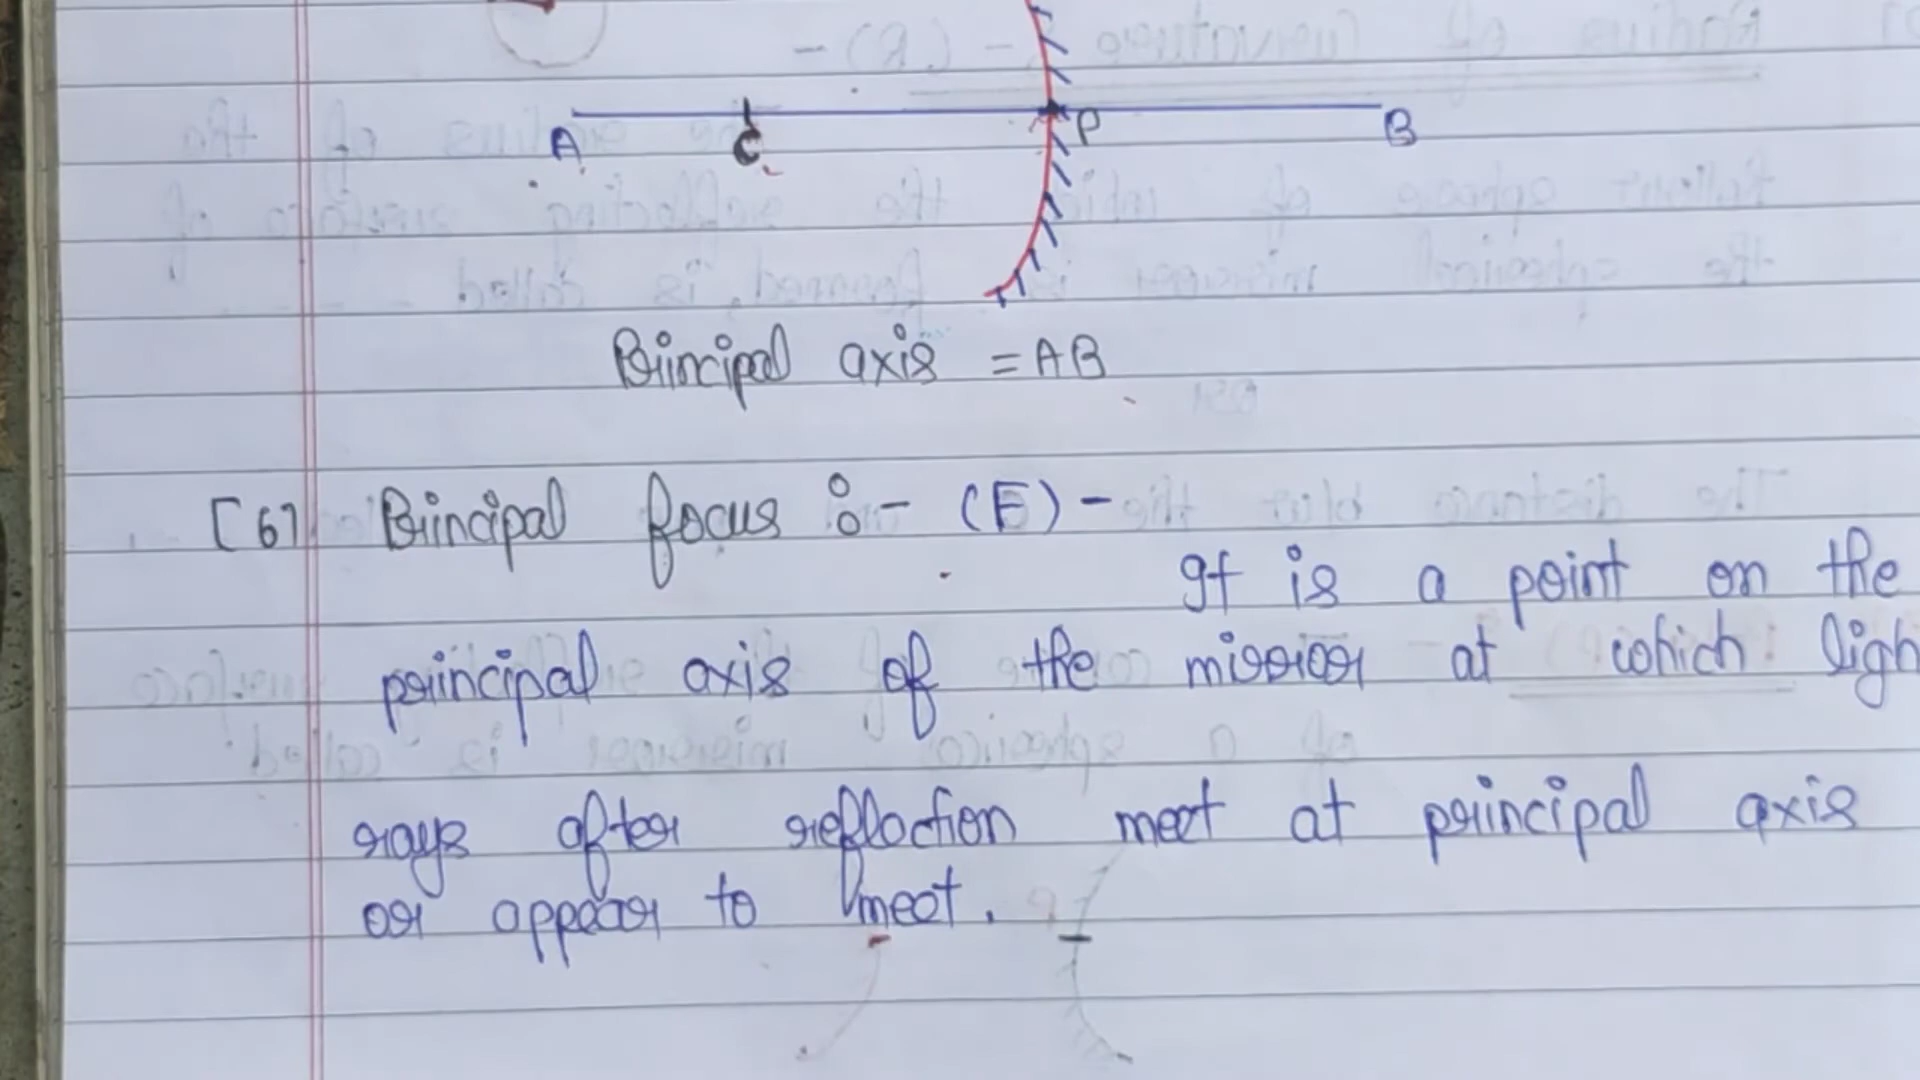 A C P B
Principal axis = AB
[6] Principal focus :- (F) -
It is a point on the
principal axis of the mirror at which ligh
rays after reflection meet at principal axis
or appear to meet.